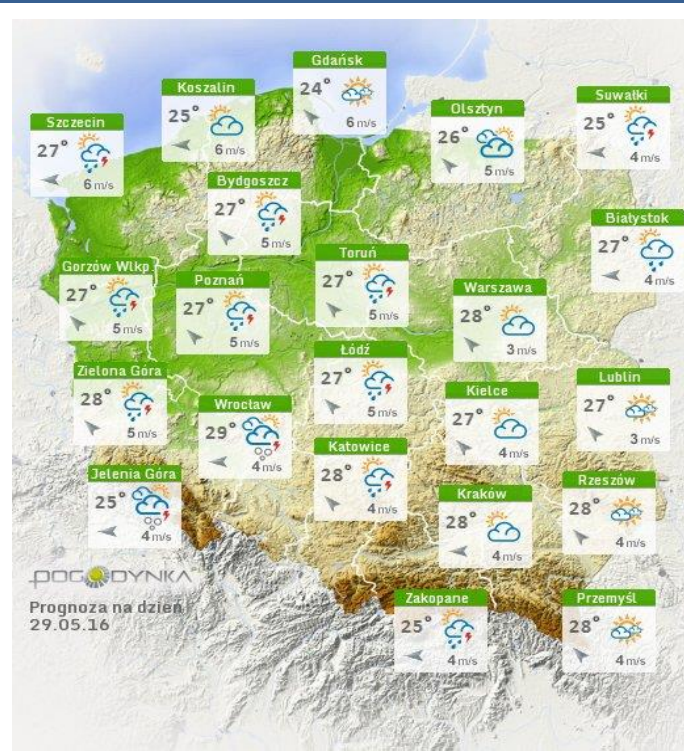 Gdańsk
24°
6 m/s
Koszalin
25°
6 m/s
Olsztyn
26°
5 m/s
Suwałki
25°
4 m/s
Szczecin
27°
6 m/s
Bydgoszcz
27°
5 m/s
Białystok
27°
4 m/s
Gorzów Wlkp.
27°
5 m/s
Poznań
27°
5 m/s
Toruń
27°
5 m/s
Warszawa
28°
3 m/s
Zielona Góra
28°
5 m/s
Łódź
27°
5 m/s
Wrocław
29°
4 m/s
Kielce
27°
4 m/s
Lublin
27°
3 m/s
Jelenia Góra
25°
4 m/s
Katowice
28°
4 m/s
Kraków
28°
4 m/s
Rzeszów
28°
4 m/s
POGODYNKA
Prognoza na dzień
29.05.16
Zakopane
25°
4 m/s
Przemyśl
28°
4 m/s